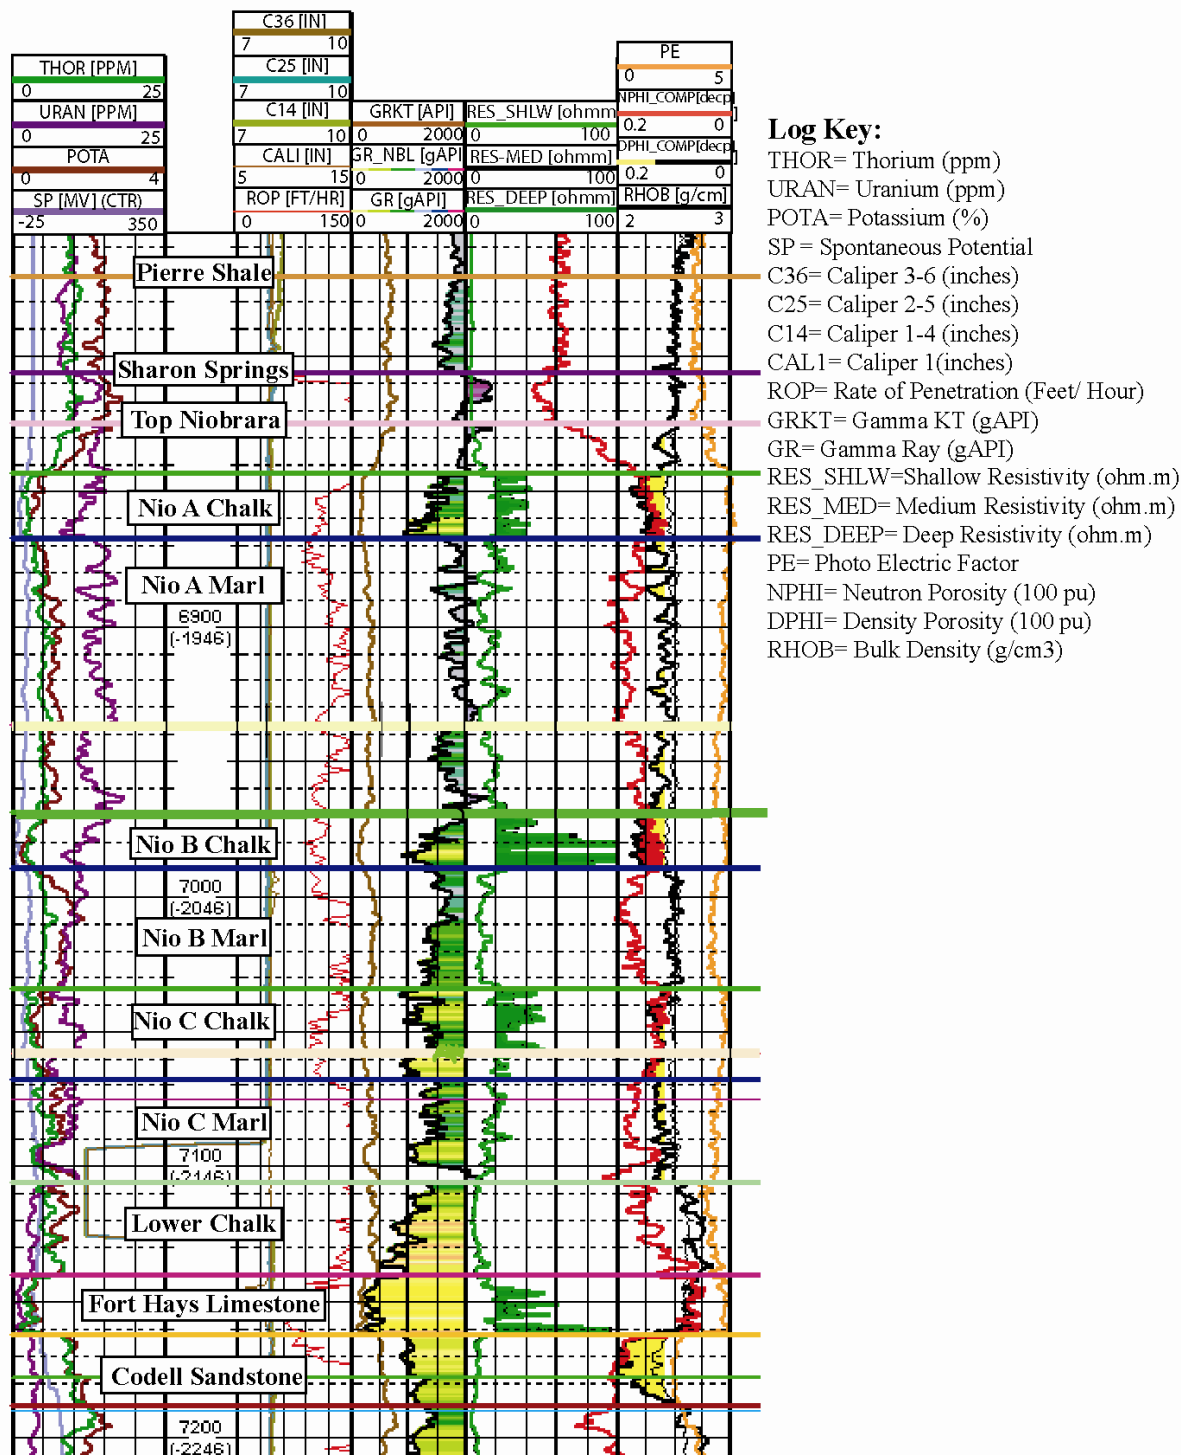 THOR [PPM]
0 25
URAN [PPM]
0 25
POTA
0 4
SP [MV] (CTR)
-25 350
C36 [IN]
7 10
C25 [IN]
7 10
C14 [IN]
7 10
CALI [IN]
5 15
ROP [FT/HR]
0 150
GRKT [API]
0 2000
GR_NBL [gAPI
0 2000
GR [gAPI]
0 2000
RES_SHLW [ohmm
0 100
RES-MED [ohmm]
100
RES_DEEP [ohmm]
0 100
PE
0 5
NPHI_COMP[decp
0.2 0
DPHI_COMP[decp
0.2 0
RHOB [g/cm]
2 3
Log Key:
THOR= Thorium (ppm)
URAN= Uranium (ppm)
POTA= Potassium (%)
SP = Spontaneous Potential
C36= Caliper 3-6 (inches)
C25= Caliper 2-5 (inches)
C14= Caliper 1-4 (inches)
CAL1= Caliper 1(inches)
ROP= Rate of Penetration (Feet/ Hour)
GRKT= Gamma KT (gAPI)
GR= Gamma Ray (gAPI)
RES_SHLW=Shallow Resistivity (ohm.m)
RES_MED= Medium Resistivity (ohm.m)
RES_DEEP= Deep Resistivity (ohm.m)
PE= Photo Electric Factor
NPHI= Neutron Porosity (100 pu)
DPHI= Density Porosity (100 pu)
RHOB= Bulk Density (g/cm3)
Pierre Shale
Sharon Springs
Top Niobrara
Nio A Chalk
Nio A Marl
6900
(-1946)
Nio B Chalk
7000
(-2046)
Nio B Marl
Nio C Chalk
Nio C Marl
7100
(-2146)
Lower Chalk
Fort Hays Limestone
Codell Sandstone
7200
(-2246)